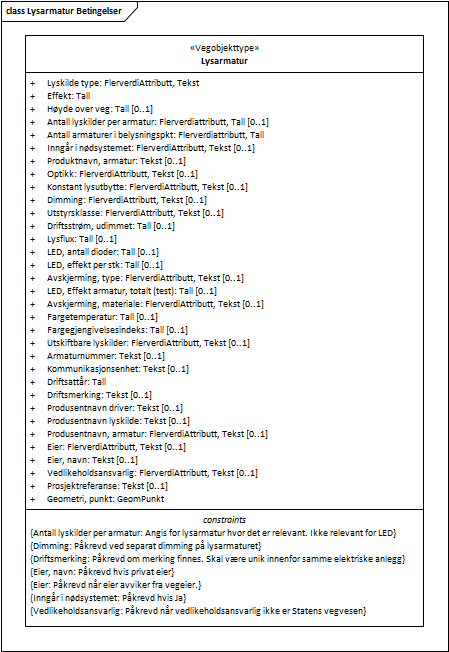 class Lysarmatur Betingelser
«Vegobjekttype»
Lysarmatur
+ Lyskilde type: FlerverdiAttributt, Tekst
+ Effekt: Tall
+ Høyde over veg: Tall [0..1]
+ Antall lyskilder per armatur: Flerverdiattributt, Tall [0..1]
+ Antall armaturer i belysningspkt: Flerverdiattributt, Tall
+ Inngår i nødsystemet: FlerverdiAttributt, Tekst [0..1]
+ Produktnavn, armatur: Tekst [0..1]
+ Optikk: FlerverdiAttributt, Tekst [0..1]
+ Konstant lysutbytte: FlerverdiAttributt, Tekst [0..1]
+ Dimming: FlerverdiAttributt, Tekst [0..1]
+ Utstyrsklasse: FlerverdiAttributt, Tekst [0..1]
+ Driftsstrøm, udimmet: Tall [0..1]
+ Lysflux: Tall [0..1]
+ LED, antall dioder: Tall [0..1]
+ LED, effekt per stk: Tall [0..1]
+ Avskjerming, type: FlerverdiAttributt, Tekst [0..1]
+ LED, Effekt armatur, totalt (test): Tall [0..1]
+ Avskjerming, materiale: FlerverdiAttributt, Tekst [0..1]
+ Fargetemperatur: Tall [0..1]
+ Fargegjengivelsesindeks: Tall [0..1]
+ Utskiftbare lyskilder: FlerverdiAttributt, Tekst [0..1]
+ Armaturnummer: Tekst [0..1]
+ Kommunikasjonsenhet: Tekst [0..1]
+ Driftsattår: Tall
+ Driftsmerking: Tekst [0..1]
+ Produsentnavn driver: Tekst [0..1]
+ Produsentnavn lyskilde: Tekst [0..1]
+ Produsentnavn, armatur: FlerverdiAttributt, Tekst [0..1]
+ Eier: FlerverdiAttributt, Tekst [0..1]
+ Eier, navn: Tekst [0..1]
+ Vedlikeholdsansvarlig: FlerverdiAttributt, Tekst [0..1]
+ Prosjektreferanse: Tekst [0..1]
+ Geometri, punkt: GeomPunkt
constraints
{Antall lyskilder per armatur: Angis for lysarmatur hvor det er relevant. Ikke relevant for LED}
{Dimming: Påkrevd ved separat dimming på lysarmaturet}
{Driftsmerking: Påkrevd om merking finnes. Skal være unik innenfor samme elektriske anlegg}
{Eier, navn: Påkrevd hvis privat eier}
{Eier: Påkrevd når eier avviker fra vegeier.}
{Inngår i nødsystemet: Påkrevd hvis Ja}
{Vedlikeholdsansvarlig: Påkrevd når vedlikeholdsansvarlig ikke er Statens vegvesen}